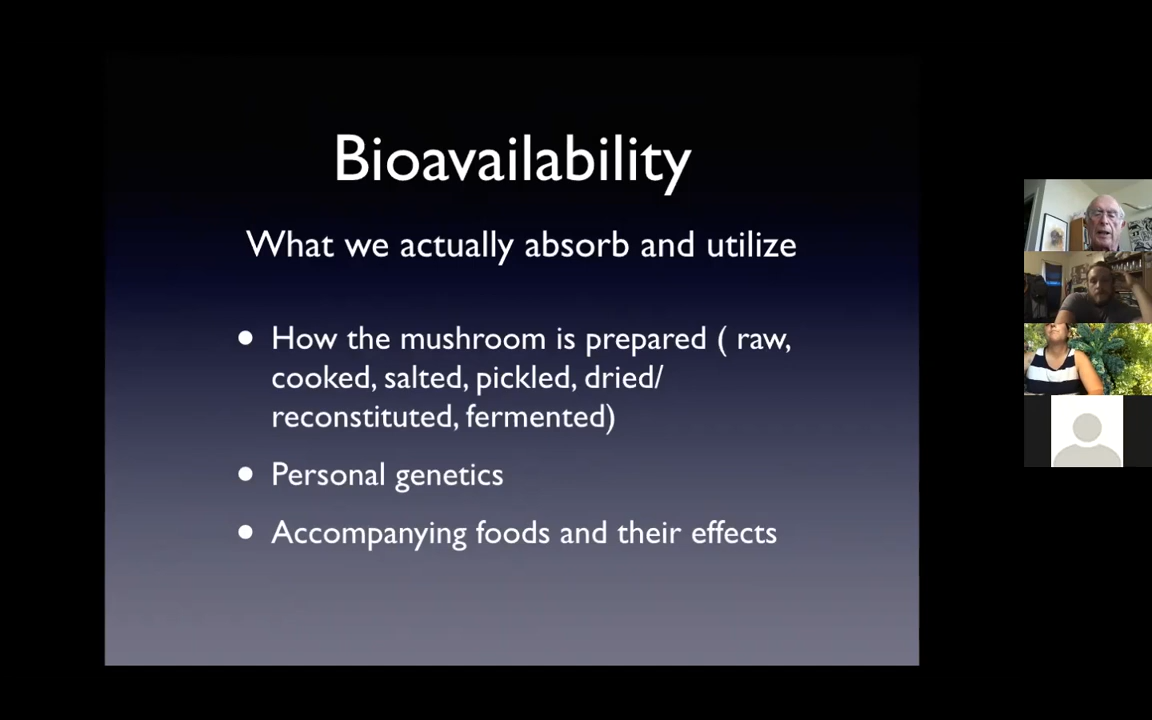 Bioavailability
What we actually absorb and utilize
• How the mushroom is prepared ( raw,
cooked, salted, pickled, dried/
reconstituted, fermented)
• Personal genetics
• Accompanying foods and their effects